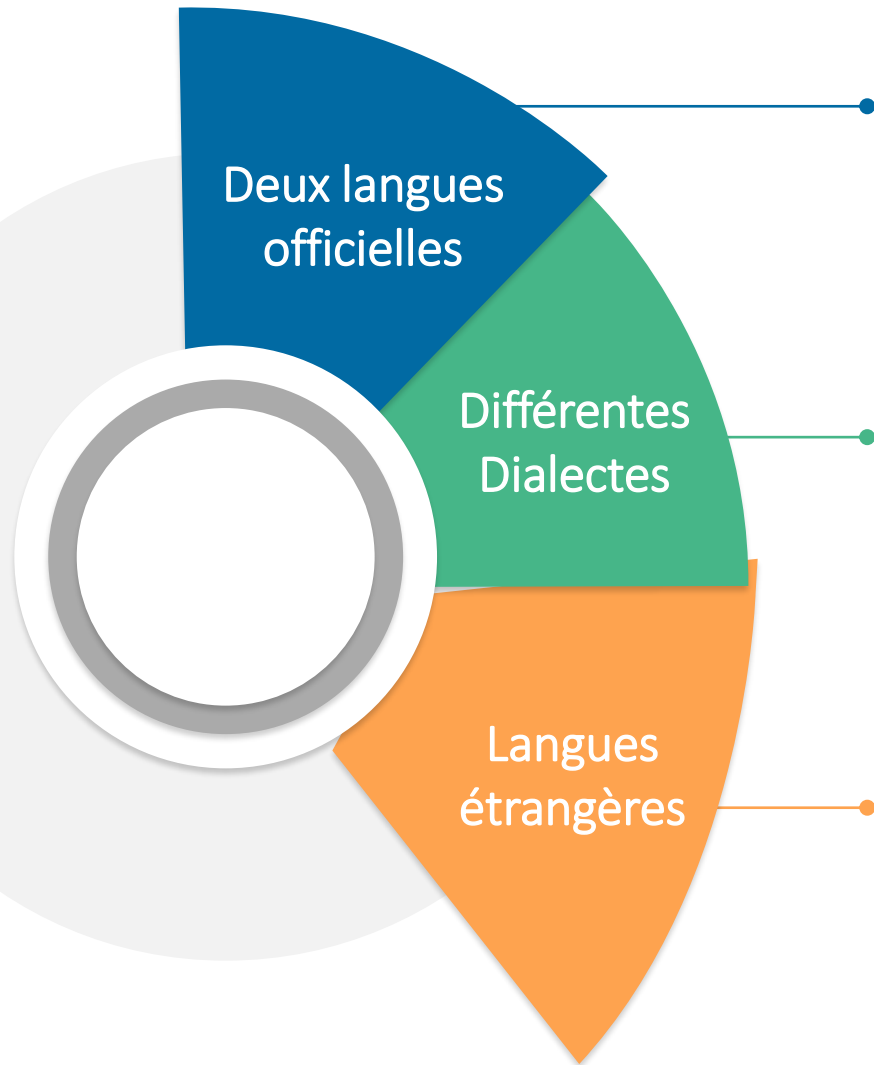 Deux langues
officielles
Différentes
Dialectes
Langues
étrangères